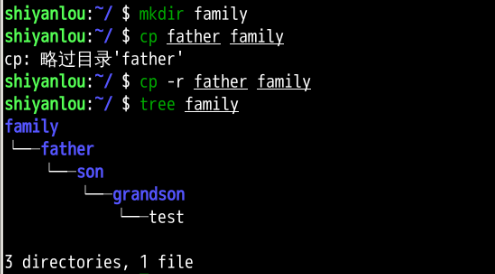 shiyanlou:~/ $ mkdir family
shiyanlou:~/ $ cp father family
cp: 略过目录'father'
shiyanlou:~/ $ cp -r father family
shiyanlou:~/ $ tree family
family
└──father
    └──son
        └──grandson
            └──test

3 directories, 1 file